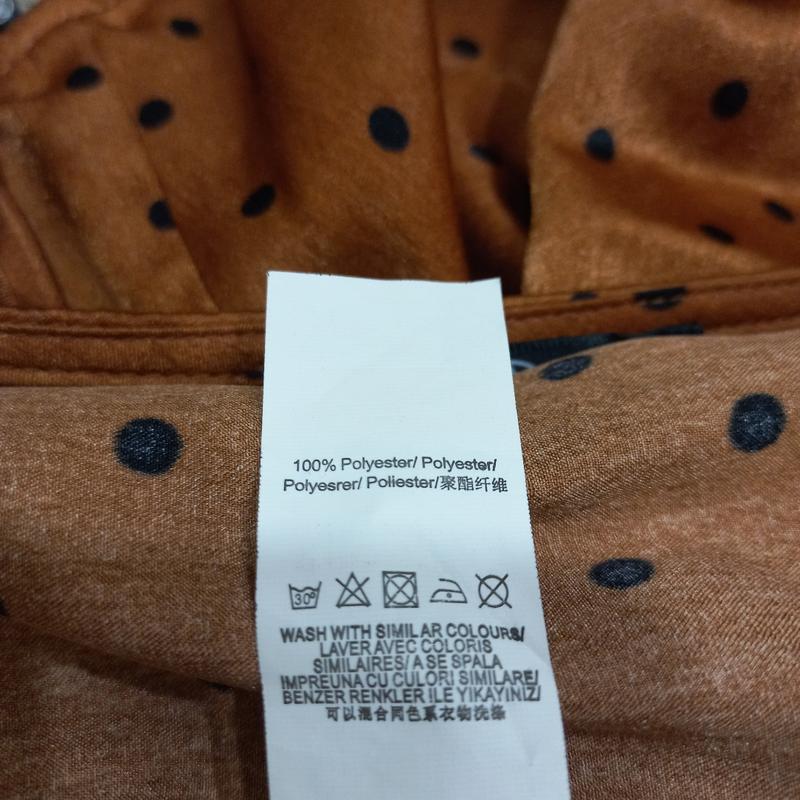 100% Polyester/ Polyester/
Polyesrer/ Poliester/聚酯纤维
30°
WASH WITH SIMILAR COLOURS/
LAVER AVEC COLORIS
SIMILAIRES/ A SE SPALA
IMPREUNA CU CULORI SIMILARE/
BENZER RENKLER ILE YIKAYINIZ/
可以混合同色系衣物洗涤